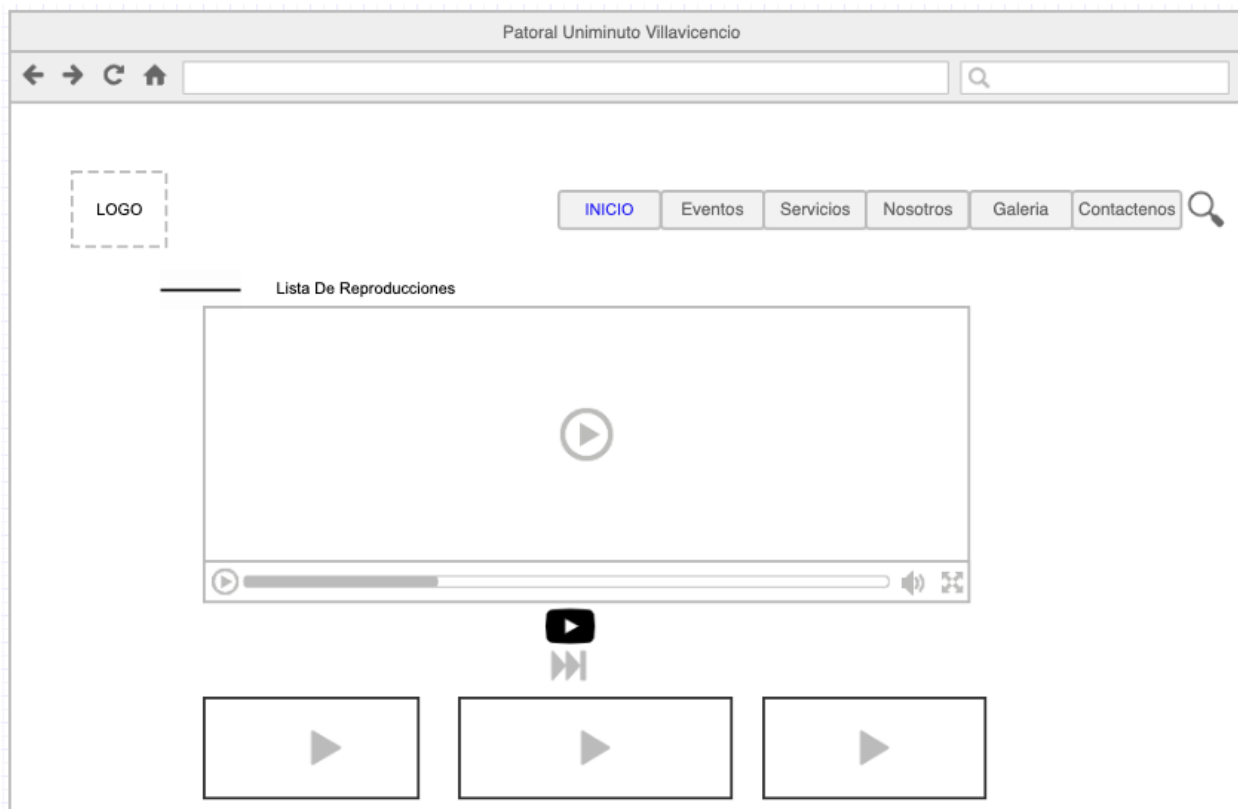 Patoral Uniminuto Villavicencio
LOGO
INICIO Eventos Servicios Nosotros Galeria Contactenos
Lista De Reproducciones